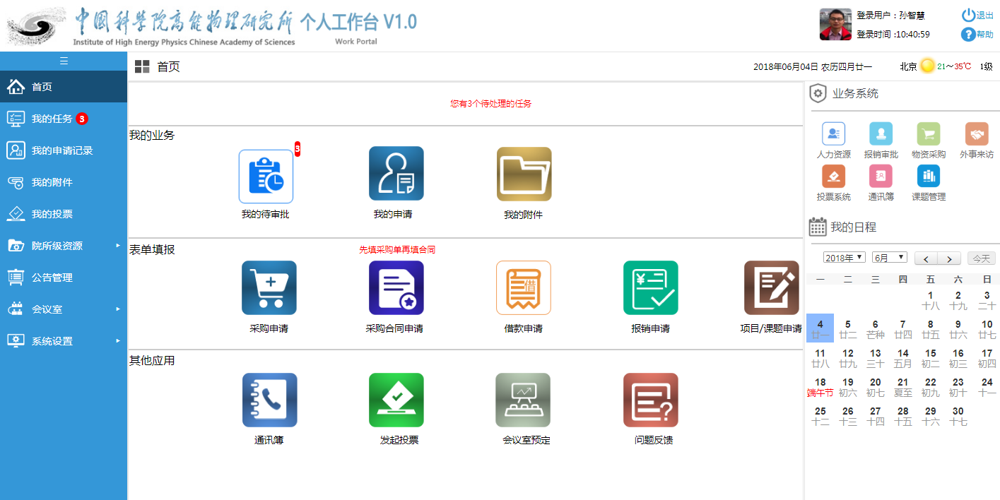 中国科学院高能物理研究所 个人工作台 V1.0
Institute of High Energy Physics Chinese Academy of Sciences Work Portal
登录用户：孙智慧
退出
登录时间 :10:40:59
帮助
☰
首页
我的任务 3
我的申请记录
我的附件
我的投票
院所级资源
公告管理
会议室
系统设置
首页
2018年06月04日 农历四月廿一
北京 21～35℃ 1级
您有3个待处理的任务
我的业务
3
我的待审批 我的申请 我的附件
表单填报
先填采购单再填合同
¥
借
采购申请 采购合同申请 借款申请 报销申请 项目/课题申请
其他应用
?
通讯簿 发起投票 会议室预定 问题反馈
业务系统
人力资源 报销审批 物资采购 外事来访
投票系统 通讯簿 课题管理
我的日程
2018年 6月 < > 今天
一 二 三 四 五 六 日
1 2 3
十八 十九 二十
4 5 6 7 8 9 10
廿一 廿二 芒种 廿四 廿五 廿六 廿七
11 12 13 14 15 16 17
廿八 廿九 三十 五月 初二 初三 初四
18 19 20 21 22 23 24
端午节 初六 初七 夏至 初九 初十 十一
25 26 27 28 29 30
十二 十三 十四 十五 十六 十七